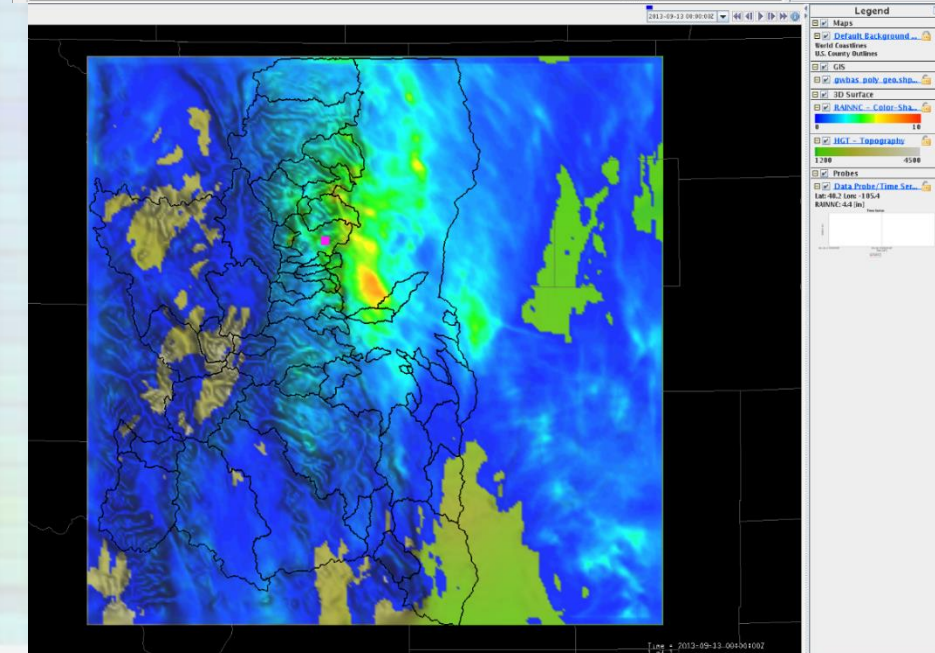 2013-09-13 00:00:00Z
Legend
Maps
Default Background ...
World Coastlines
U.S. County Outlines
GIS
gwbas_poly_geo.shp...
3D Surface
RAINNC - Color-Sha...
0 10
HGT - Topography
1200 4500
Probes
Data Probe/Time Ser...
Lat: 40.2 Lon: -105.4
RAINNC: 4.4 [in]
Time = 2013-09-13 00:00:00Z